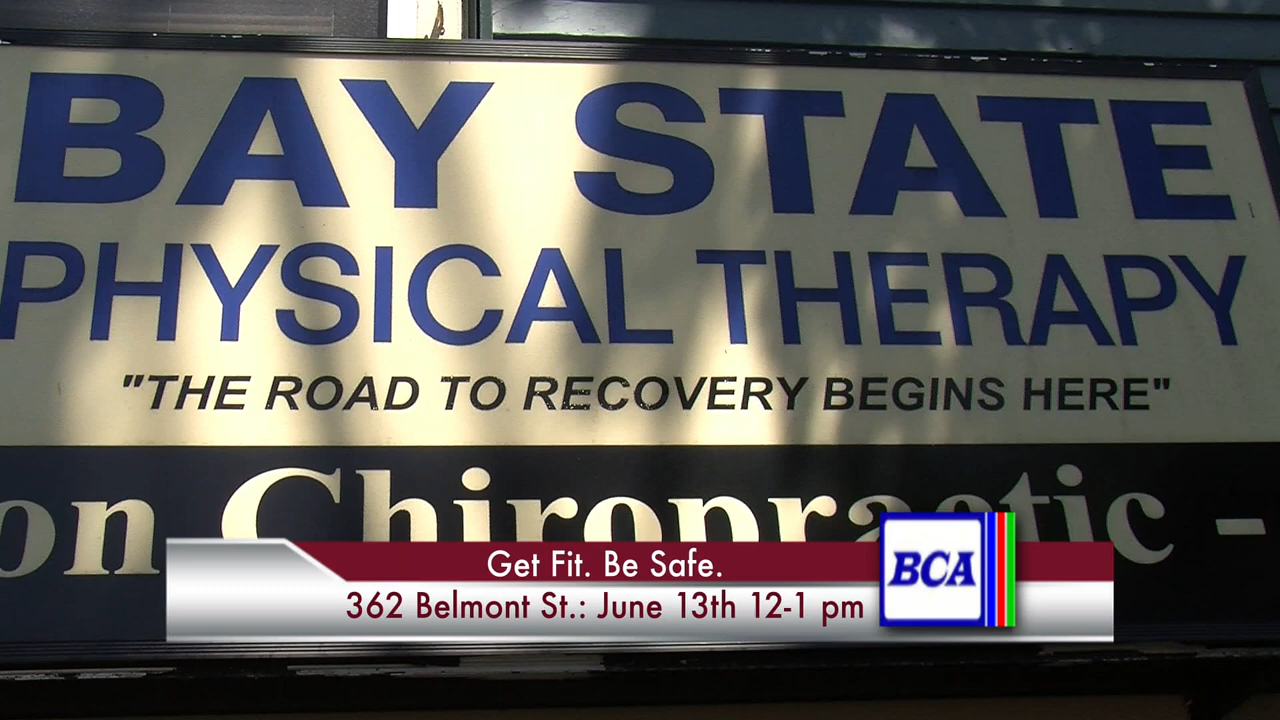 BAY STATE
PHYSICAL THERAPY
"THE ROAD TO RECOVERY BEGINS HERE"
on Chiropractic -
Get Fit. Be Safe.
362 Belmont St.: June 13th 12-1 pm
BCA